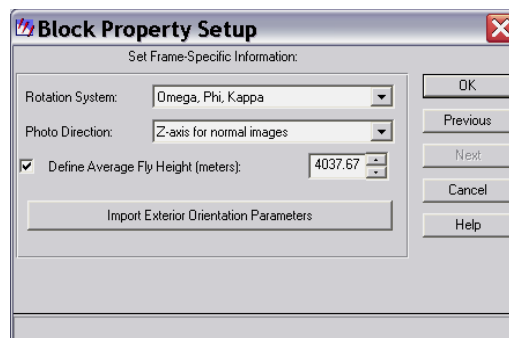 Block Property Setup
Set Frame-Specific Information:
Rotation System: Omega, Phi, Kappa
Photo Direction: Z-axis for normal images
Define Average Fly Height (meters): 4037.67
Import Exterior Orientation Parameters
OK
Previous
Next
Cancel
Help